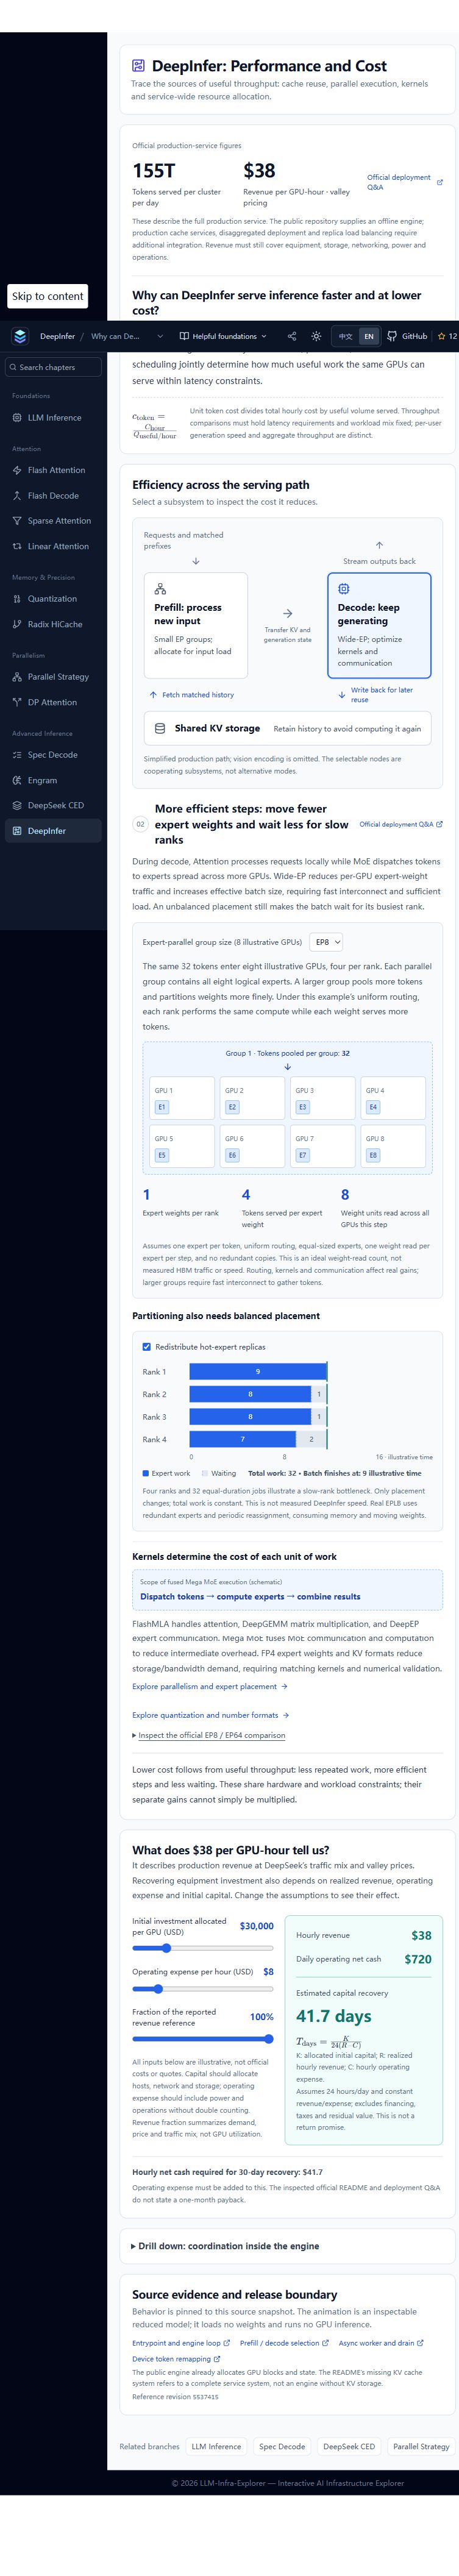 DeepInfer: Performance and Cost
Trace the sources of useful throughput: cache reuse, parallel execution, kernels
and service-wide resource allocation.
Official production-service figures
155T
Tokens served per cluster
per day
$38
Revenue per GPU-hour · valley
pricing
Official deployment
Q&A
These describe the full production service. The public repository supplies an offline engine;
production cache services, disaggregated deployment and replica load balancing require
additional integration. Revenue must still cover equipment, storage, networking, power and
operations.
Why can DeepInfer serve inference faster and at lower
cost?
Skip to content
DeepInfer / Why can De...
Helpful foundations
中文
EN
GitHub
12
scheduling jointly determine how much useful work the same GPUs can
serve within latency constraints.
c_token = C_hour / Q_useful/hour
Unit token cost divides total hourly cost by useful volume served. Throughput
comparisons must hold latency requirements and workload mix fixed; per-user
generation speed and aggregate throughput are distinct.
Search chapters
Foundations
LLM Inference
Attention
Flash Attention
Flash Decode
Sparse Attention
Linear Attention
Memory & Precision
Quantization
Radix HiCache
Parallelism
Parallel Strategy
DP Attention
Advanced Inference
Spec Decode
Engram
DeepSeek CED
DeepInfer
Efficiency across the serving path
Select a subsystem to inspect the cost it reduces.
Requests and matched
prefixes
Stream outputs back
Prefill: process
new input
Small EP groups;
allocate for input load
Transfer KV and
generation state
Decode: keep
generating
Wide-EP; optimize
kernels and
communication
Fetch matched history
Write back for later
reuse
Shared KV storage
Retain history to avoid computing it again
Simplified production path; vision encoding is omitted. The selectable nodes are
cooperating subsystems, not alternative modes.
02
More efficient steps: move fewer
expert weights and wait less for slow
ranks
Official deployment Q&A
During decode, Attention processes requests locally while MoE dispatches tokens
to experts spread across more GPUs. Wide-EP reduces per-GPU expert-weight
traffic and increases effective batch size, requiring fast interconnect and sufficient
load. An unbalanced placement still makes the batch wait for its busiest rank.
Expert-parallel group size (8 illustrative GPUs)
EP8
The same 32 tokens enter eight illustrative GPUs, four per rank. Each parallel
group contains all eight logical experts. A larger group pools more tokens
and partitions weights more finely. Under this example's uniform routing,
each rank performs the same compute while each weight serves more
tokens.
Group 1 · Tokens pooled per group: 32
GPU 1
E1
GPU 2
E2
GPU 3
E3
GPU 4
E4
GPU 5
E5
GPU 6
E6
GPU 7
E7
GPU 8
E8
1
Expert weights per rank
4
Tokens served per expert
weight
8
Weight units read across all
GPUs this step
Assumes one expert per token, uniform routing, equal-sized experts, one weight read per
expert per step, and no redundant copies. This is an ideal weight-read count, not
measured HBM traffic or speed. Routing, kernels and communication affect real gains;
larger groups require fast interconnect to gather tokens.
Partitioning also needs balanced placement
Redistribute hot-expert replicas
Rank 1
9
Rank 2
8
1
Rank 3
8
1
Rank 4
7
2
0
8
16 · illustrative time
Expert work
Waiting
Total work: 32 • Batch finishes at: 9 illustrative time
Four ranks and 32 equal-duration jobs illustrate a slow-rank bottleneck. Only placement
changes; total work is constant. This is not measured DeepInfer speed. Real EPLB uses
redundant experts and periodic reassignment, consuming memory and moving weights.
Kernels determine the cost of each unit of work
Scope of fused Mega MoE execution (schematic)
Dispatch tokens → compute experts → combine results
FlashMLA handles attention, DeepGEMM matrix multiplication, and DeepEP
expert communication. Mega MoE fuses MoE communication and computation
to reduce intermediate overhead. FP4 expert weights and KV formats reduce
storage/bandwidth demand, requiring matching kernels and numerical validation.
Explore parallelism and expert placement →
Explore quantization and number formats →
▶ Inspect the official EP8 / EP64 comparison
Lower cost follows from useful throughput: less repeated work, more efficient
steps and less waiting. These share hardware and workload constraints; their
separate gains cannot simply be multiplied.
What does $38 per GPU-hour tell us?
It describes production revenue at DeepSeek's traffic mix and valley prices.
Recovering equipment investment also depends on realized revenue, operating
expense and initial capital. Change the assumptions to see their effect.
Initial investment allocated
per GPU (USD)
$30,000
Operating expense per hour (USD)
$8
Fraction of the reported
revenue reference
100%
All inputs below are illustrative, not official
costs or quotes. Capital should allocate
hosts, network and storage; operating
expense should include power and
operations without double counting.
Revenue fraction summarizes demand,
price and traffic mix, not GPU utilization.
Hourly revenue
$38
Daily operating net cash
$720
Estimated capital recovery
41.7 days
T_days = K / 24(R − C)
K: allocated initial capital; R: realized
hourly revenue; C: hourly operating
expense.
Assumes 24 hours/day and constant
revenue/expense; excludes financing,
taxes and residual value. This is not a
return promise.
Hourly net cash required for 30-day recovery: $41.7
Operating expense must be added to this. The inspected official README and deployment Q&A
do not state a one-month payback.
▶ Drill down: coordination inside the engine
Source evidence and release boundary
Behavior is pinned to this source snapshot. The animation is an inspectable
reduced model; it loads no weights and runs no GPU inference.
Entrypoint and engine loop
Prefill / decode selection
Async worker and drain
Device token remapping
The public engine already allocates GPU blocks and state. The README's missing KV cache
system refers to a complete service system, not an engine without KV storage.
Reference revision 5537415
Related branches
LLM Inference
Spec Decode
DeepSeek CED
Parallel Strategy
© 2026 LLM-Infra-Explorer — Interactive AI Infrastructure Explorer